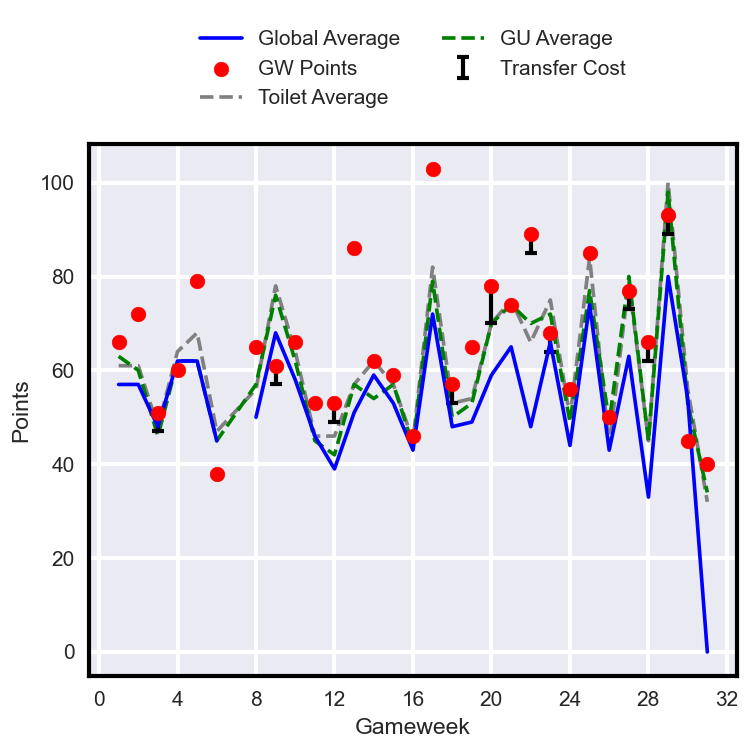 Global Average
GW Points
Toilet Average
GU Average
Transfer Cost
100
80
60
40
20
0
Points
0 4 8 12 16 20 24 28 32
Gameweek